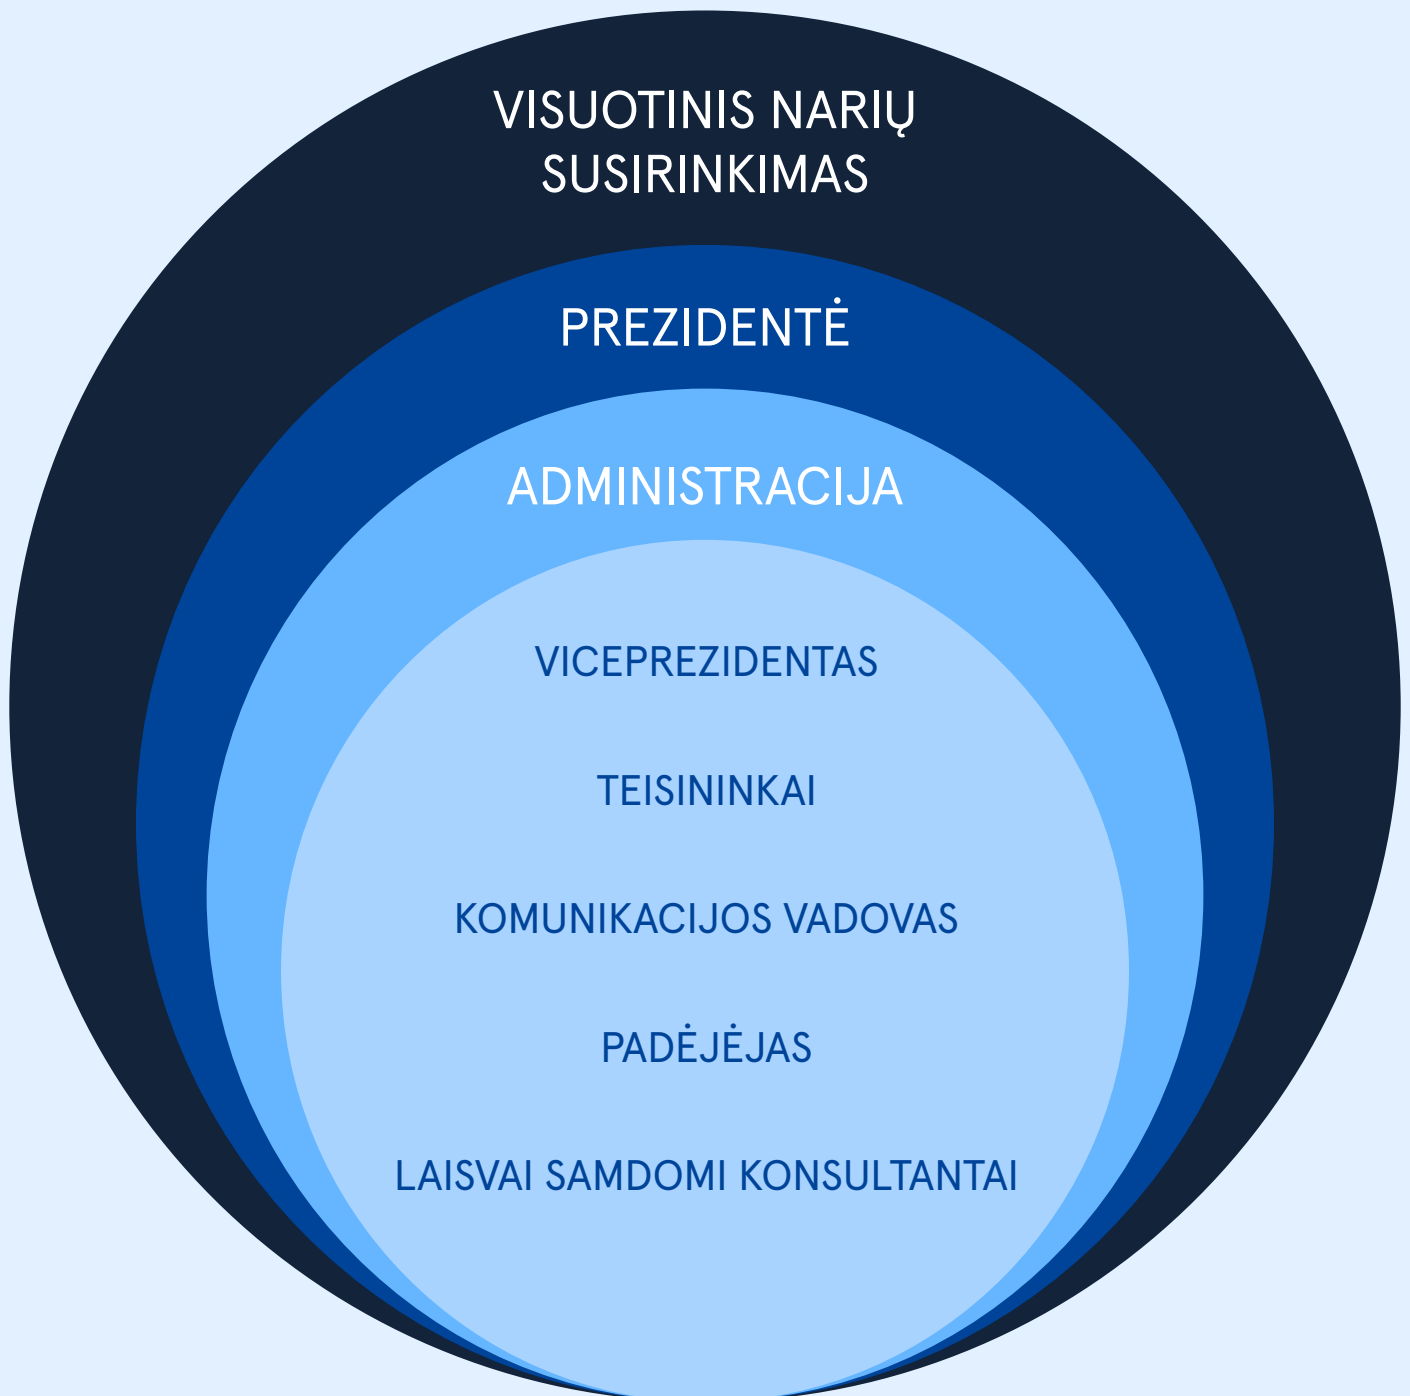 VISUOTINIS NARIŲ
SUSIRINKIMAS
PREZIDENTĖ
ADMINISTRACIJA
VICEPREZIDENTAS
TEISININKAI
KOMUNIKACIJOS VADOVAS
PADĖJĖJAS
LAISVAI SAMDOMI KONSULTANTAI